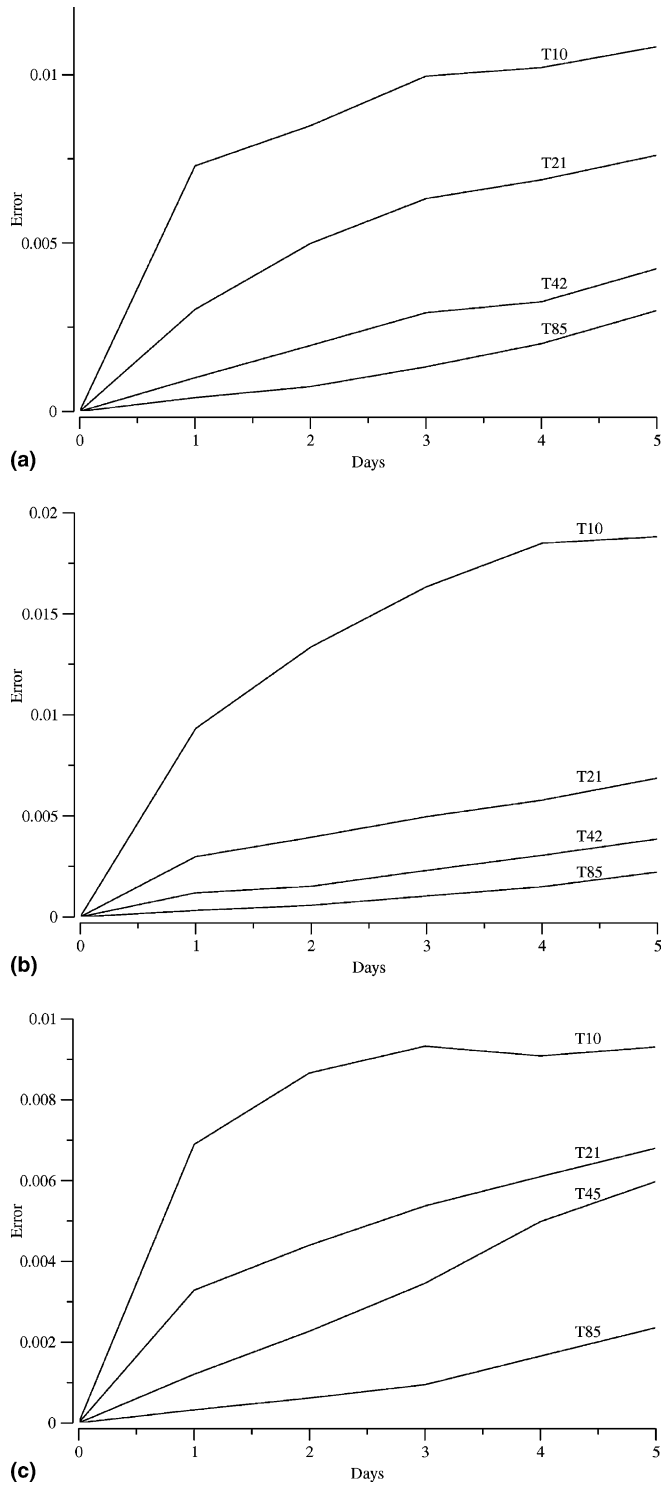 T10
0.01
T21
Error
0.005
T42
T85
0
0 1 2 3 4 5
(a) Days
0.02
T10
0.015
Error
0.01
T21
0.005
T42
T85
0
0 1 2 3 4 5
(b) Days
0.01
T10
0.008
T21
0.006
T45
Error
0.004
0.002
T85
0
0 1 2 3 4 5
(c) Days